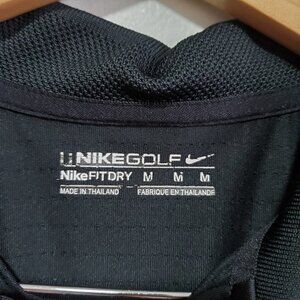 NIKEGOLF
NikeFITDRY M M M
MADE IN THAILAND FABRIQUE EN THAILANDE